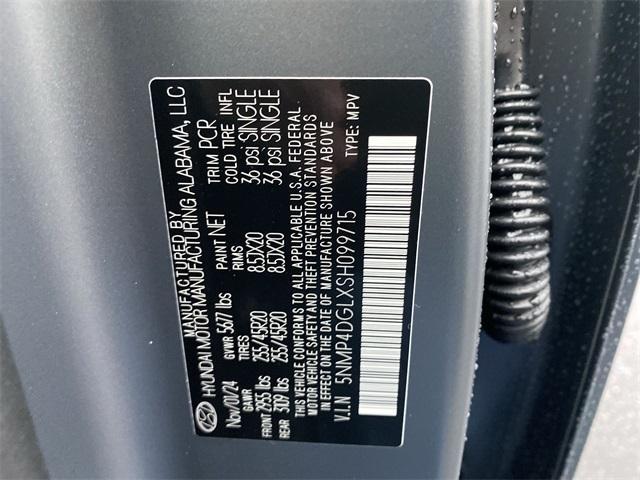 MANUFACTURED BY
HYUNDAI MOTOR MANUFACTURING ALABAMA, LLC
Nov/01/24 GVWR 5677 lbs PAINT NET TRIM PCR
GAWR TIRES RIMS COLD TIRE INFL
FRONT 2955 lbs 255/45R20 8.5JX20 36 psi SINGLE
REAR 3109 lbs 255/45R20 8.5JX20 36 psi SINGLE
THIS VEHICLE CONFORMS TO ALL APPLICABLE U.S.A. FEDERAL
MOTOR VEHICLE SAFETY AND THEFT PREVENTION STANDARDS
IN EFFECT ON THE DATE OF MANUFACTURE SHOWN ABOVE
V.I.N 5NMP4DGLXSH099715 TYPE: MPV